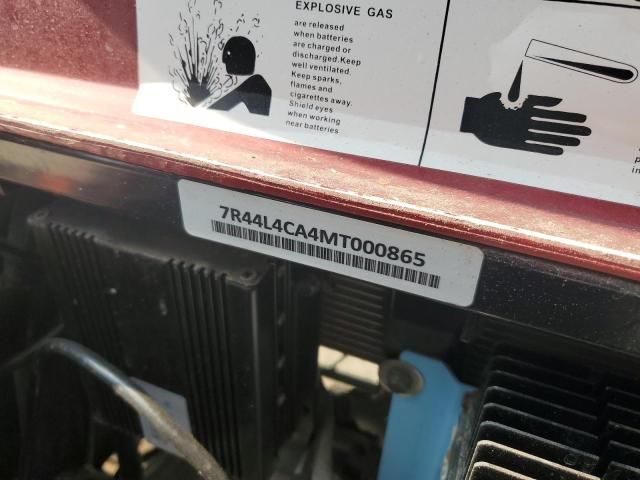 EXPLOSIVE GAS
are released
when batteries
are charged or
discharged.Keep
well ventilated.
Keep sparks,
flames and
cigarettes away.
Shield eyes
when working
near batteries
7R44L4CA4MT000865